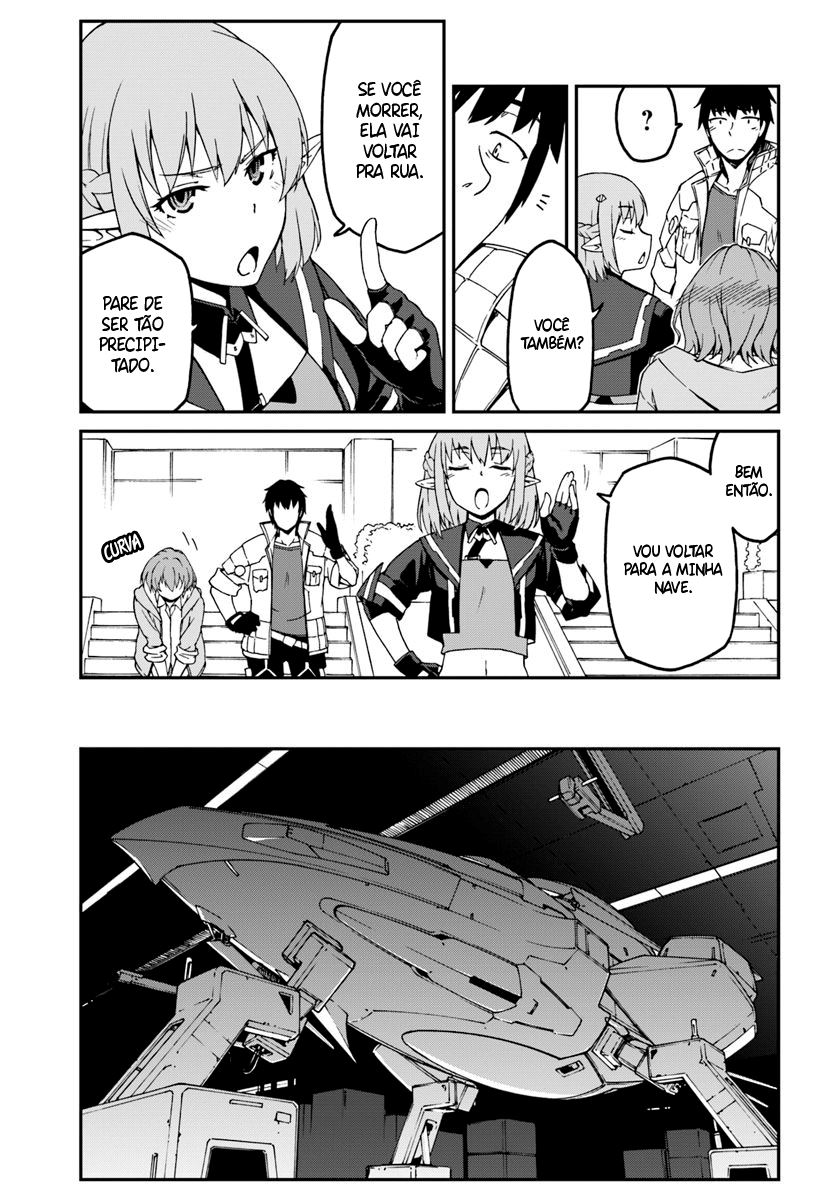 ?
VOCÊ
TAMBÉM?
SE VOCÊ
MORRER,
ELA VAI
VOLTAR
PRA RUA.
PARE DE
SER TÃO
PRECIPI-
TADO.
BEM
ENTÃO.
VOU VOLTAR
PARA A MINHA
NAVE.
CURVA